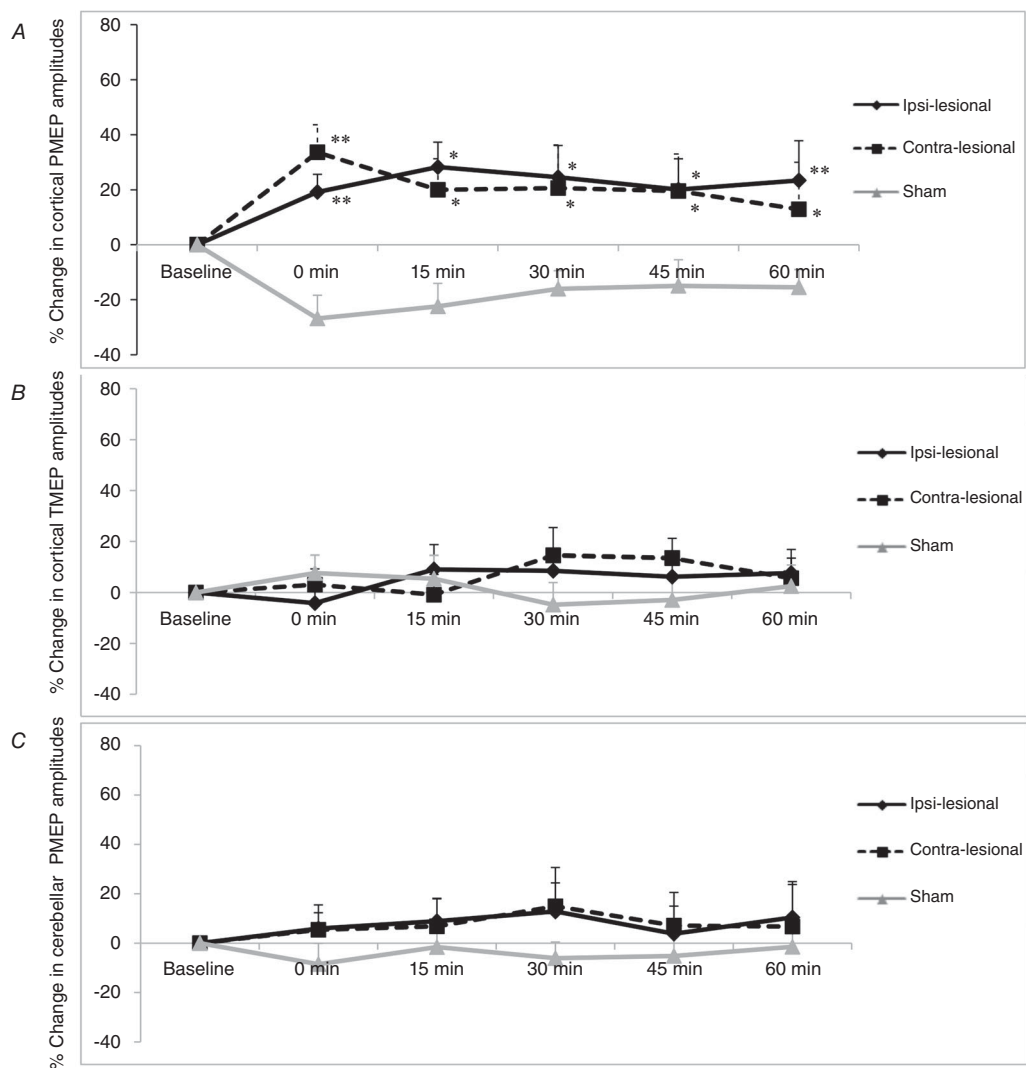 A
% Change in cortical PMEP amplitudes
80
60
40
20
0
-20
-40
** * * * **
** * * * *
Baseline 0 min 15 min 30 min 45 min 60 min
Ipsi-lesional
Contra-lesional
Sham
B
% Change in cortical TMEP amplitudes
80
60
40
20
0
-20
-40
Baseline 0 min 15 min 30 min 45 min 60 min
Ipsi-lesional
Contra-lesional
Sham
C
% Change in cerebellar PMEP amplitudes
80
60
40
20
0
-20
-40
Baseline 0 min 15 min 30 min 45 min 60 min
Ipsi-lesional
Contra-lesional
Sham